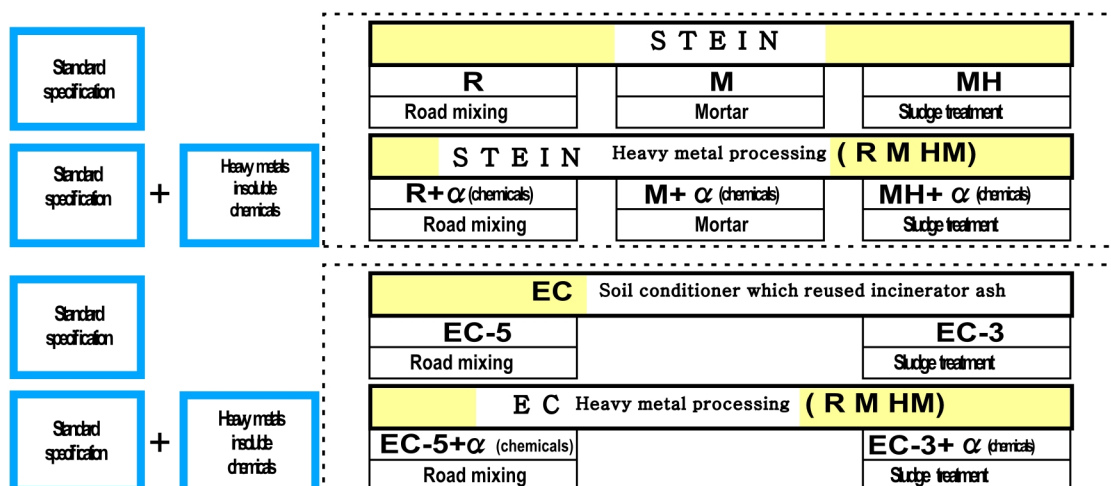 Standard
specification
S T E I N
R
M
MH
Road mixing
Mortar
Sludge treatment
Standard
specification
+
Heavy metals
insoluble
chemicals
S T E I N Heavy metal processing ( R M HM)
R+α (chemicals)
M+ α (chemicals)
MH+ α (chemicals)
Road mixing
Mortar
Sludge treatment
Standard
specification
EC Soil conditioner which reused incinerator ash
EC-5
EC-3
Road mixing
Sludge treatment
Standard
specification
+
Heavy metals
insoluble
chemicals
E C Heavy metal processing ( R M HM)
EC-5+α (chemicals)
EC-3+ α (chemicals)
Road mixing
Sludge treatment